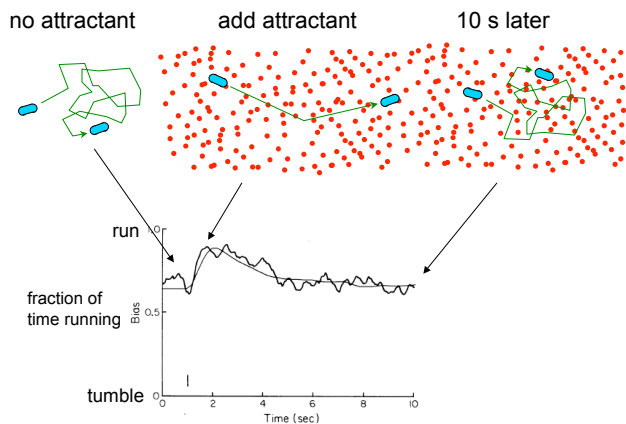 no attractant
add attractant
10 s later
run
1.0
fraction of
time running
Bias
0.5
tumble
0
0
2
4
6
8
10
Time (sec)